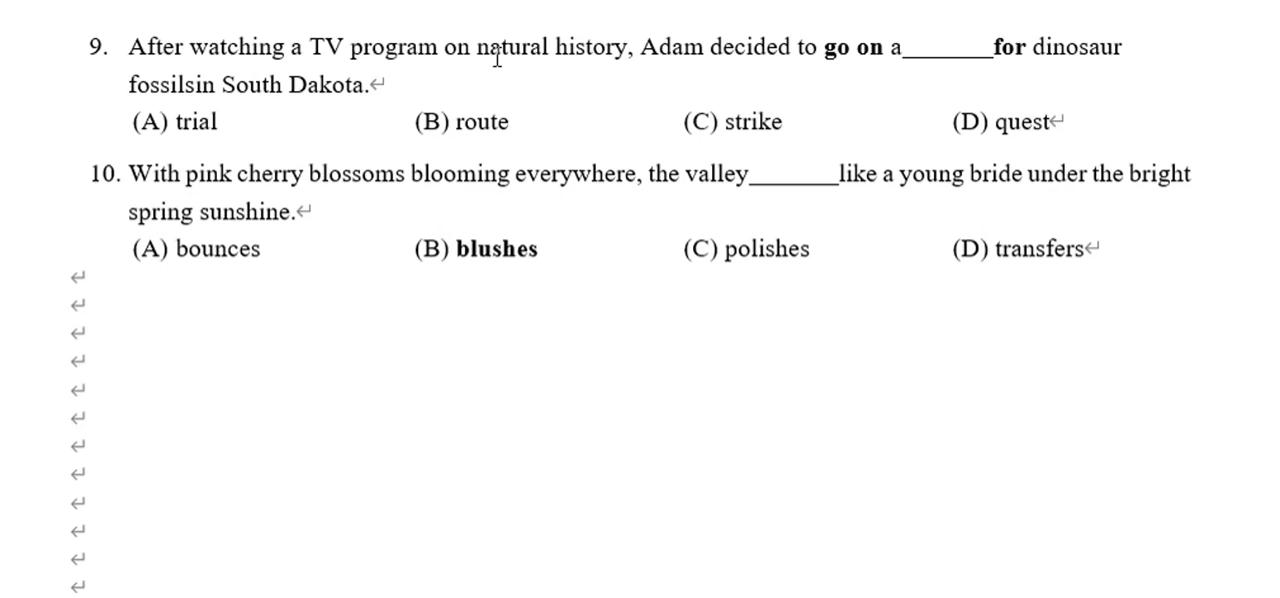 9. After watching a TV program on natural history, Adam decided to go on a_______for dinosaur
fossilsin South Dakota.↵
(A) trial (B) route (C) strike (D) quest↵
10. With pink cherry blossoms blooming everywhere, the valley_______like a young bride under the bright
spring sunshine.↵
(A) bounces (B) blushes (C) polishes (D) transfers↵